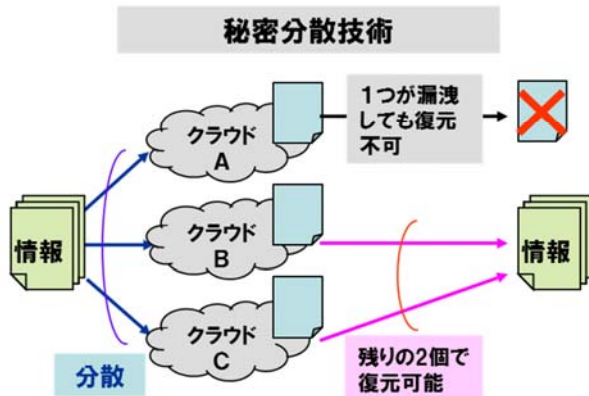 秘密分散技術
1つが漏洩
しても復元
不可
クラウド
A
情報
クラウド
B
情報
クラウド
C
分散
残りの2個で
復元可能